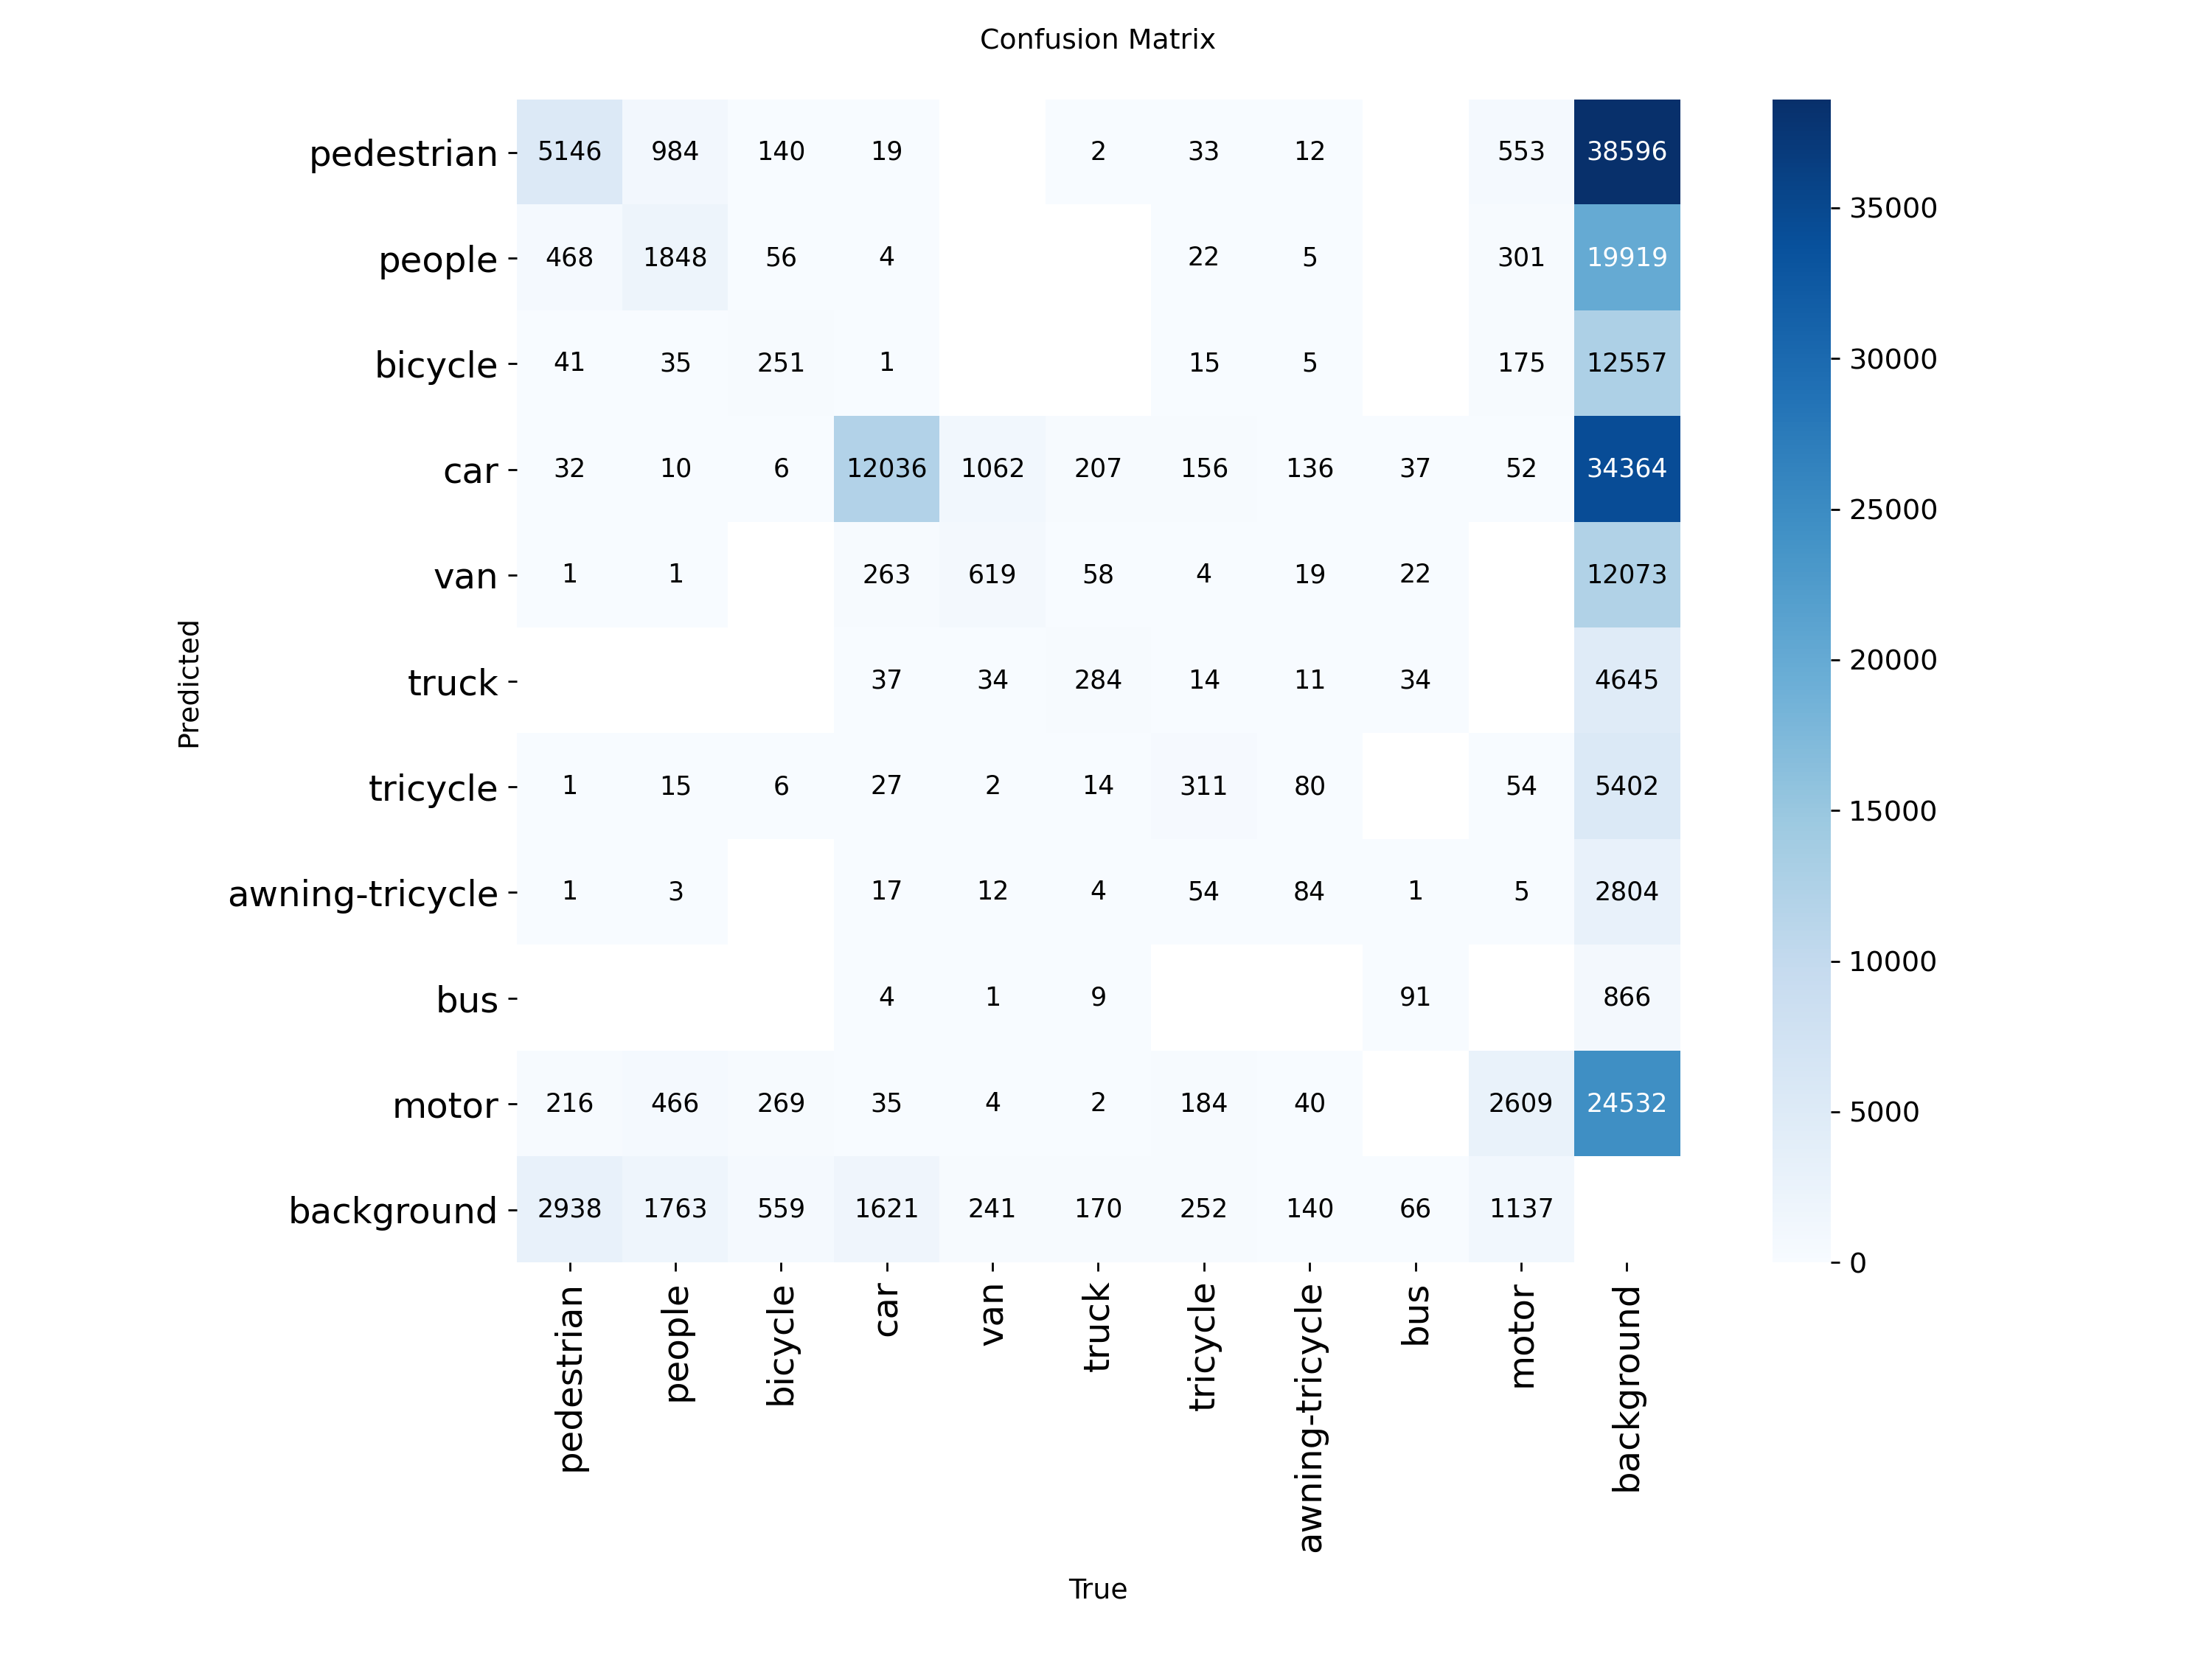 Confusion Matrix
pedestrian 5146 984 140 19 2 33 12 553 38596
people 468 1848 56 4 22 5 301 19919
bicycle 41 35 251 1 15 5 175 12557
car 32 10 6 12036 1062 207 156 136 37 52 34364
van 1 1 263 619 58 4 19 22 12073
truck 37 34 284 14 11 34 4645
tricycle 1 15 6 27 2 14 311 80 54 5402
awning-tricycle 1 3 17 12 4 54 84 1 5 2804
bus 4 1 9 91 866
motor 216 466 269 35 4 2 184 40 2609 24532
background 2938 1763 559 1621 241 170 252 140 66 1137
pedestrian people bicycle car van truck tricycle awning-tricycle bus motor background
Predicted
True
35000
30000
25000
20000
15000
10000
5000
0